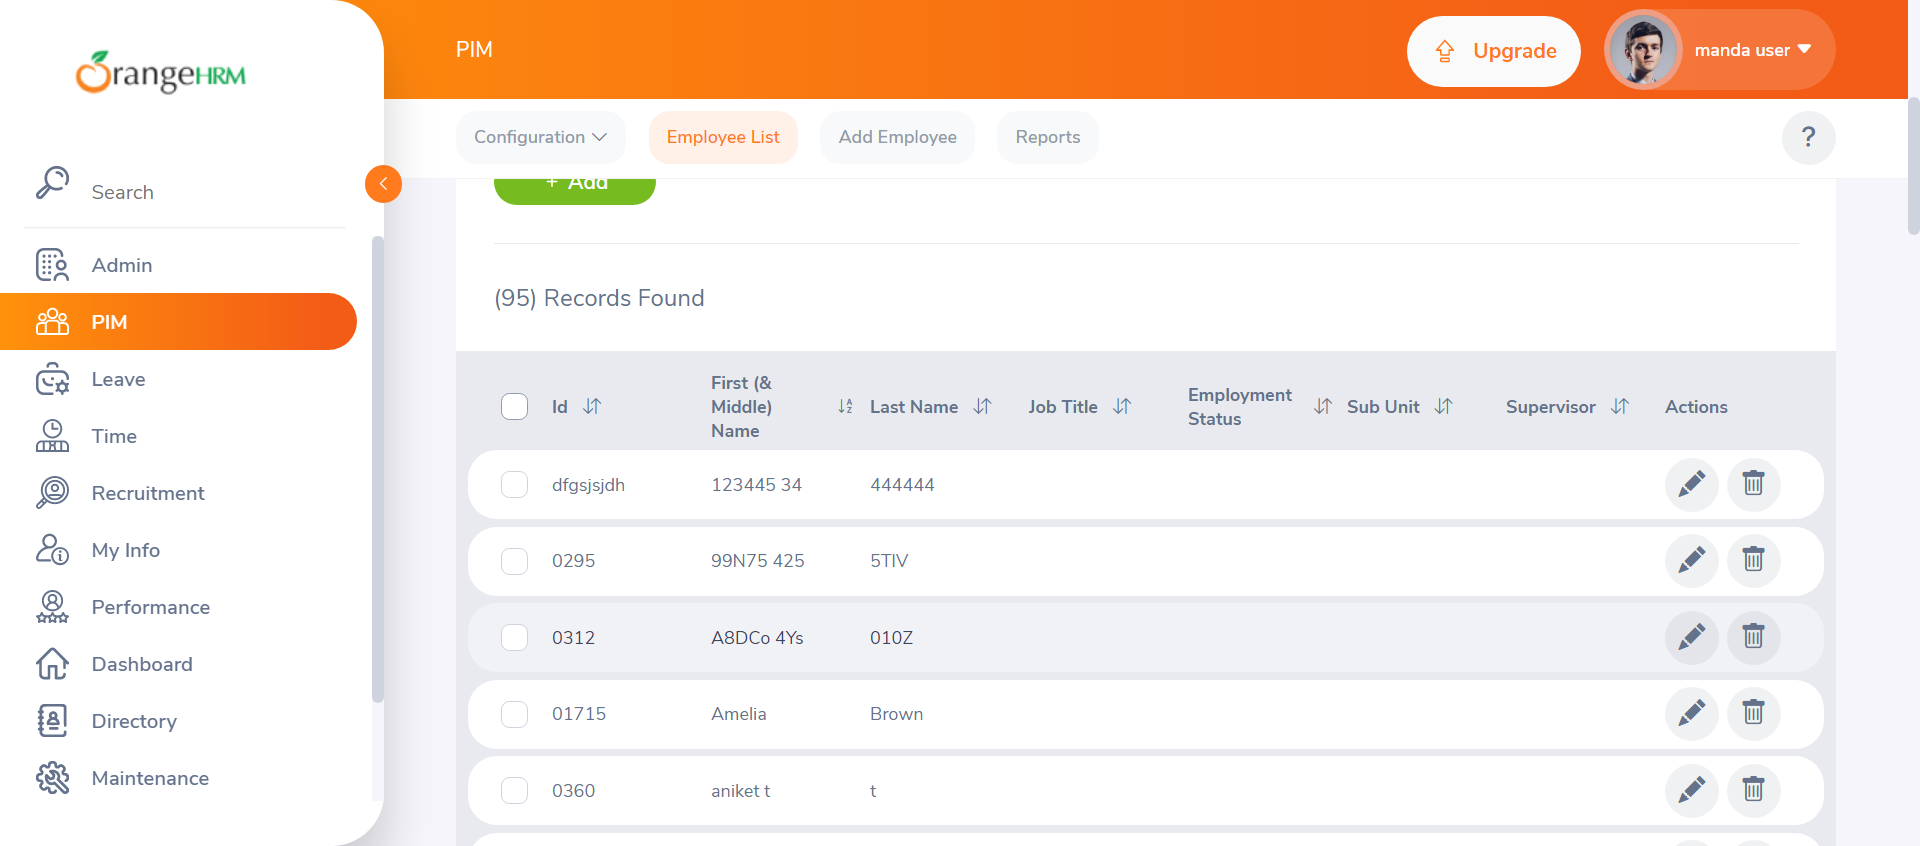 OrangeHRM
PIM
Upgrade
manda user
Configuration
Employee List
Add Employee
Reports
?
Search
Admin
PIM
Leave
Time
Recruitment
My Info
Performance
Dashboard
Directory
Maintenance
+ Add
(95) Records Found
Id
First (&
Middle)
Name
Last Name
Job Title
Employment
Status
Sub Unit
Supervisor
Actions
dfgsjsjdh 123445 34 444444
0295 99N75 425 5TIV
0312 A8DCo 4Ys 010Z
01715 Amelia Brown
0360 aniket t t